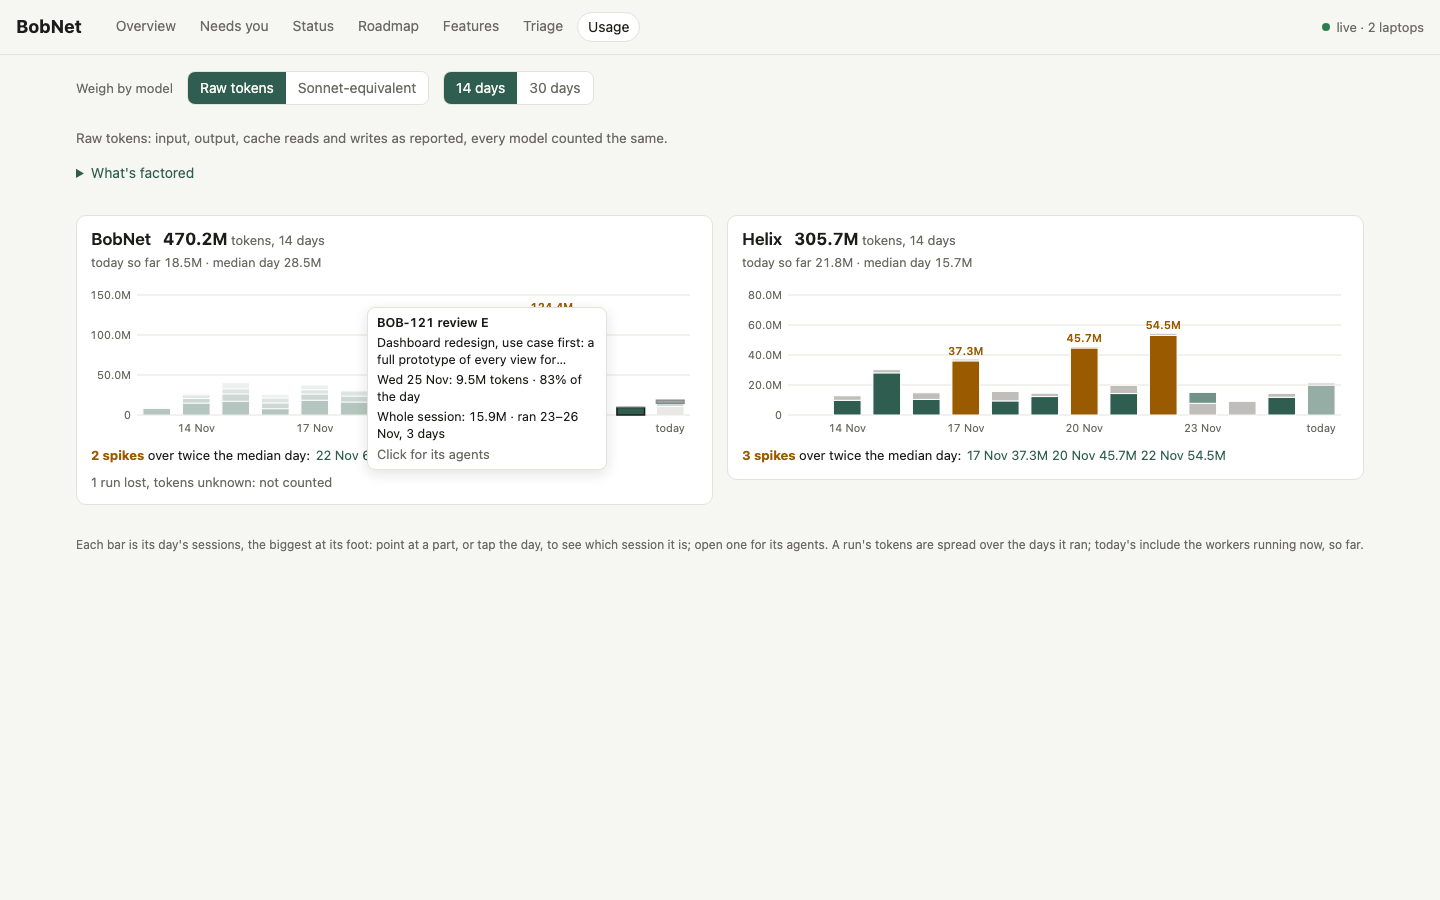 BobNet Overview Needs you Status Roadmap Features Triage Usage live · 2 laptops
Weigh by model Raw tokens Sonnet-equivalent 14 days 30 days
Raw tokens: input, output, cache reads and writes as reported, every model counted the same.
What's factored
BobNet 470.2M tokens, 14 days
today so far 18.5M · median day 28.5M
150.0M
100.0M
50.0M
0
14 Nov 17 Nov today
2 spikes over twice the median day: 22 Nov
1 run lost, tokens unknown: not counted
BOB-121 review E
Dashboard redesign, use case first: a
full prototype of every view for...
Wed 25 Nov: 9.5M tokens · 83% of
the day
Whole session: 15.9M · ran 23–26
Nov, 3 days
Click for its agents
Helix 305.7M tokens, 14 days
today so far 21.8M · median day 15.7M
80.0M
60.0M
40.0M
20.0M
0
37.3M 45.7M 54.5M
14 Nov 17 Nov 20 Nov 23 Nov today
3 spikes over twice the median day: 17 Nov 37.3M 20 Nov 45.7M 22 Nov 54.5M
Each bar is its day's sessions, the biggest at its foot: point at a part, or tap the day, to see which session it is; open one for its agents. A run's tokens are spread over the days it ran; today's include the workers running now, so far.